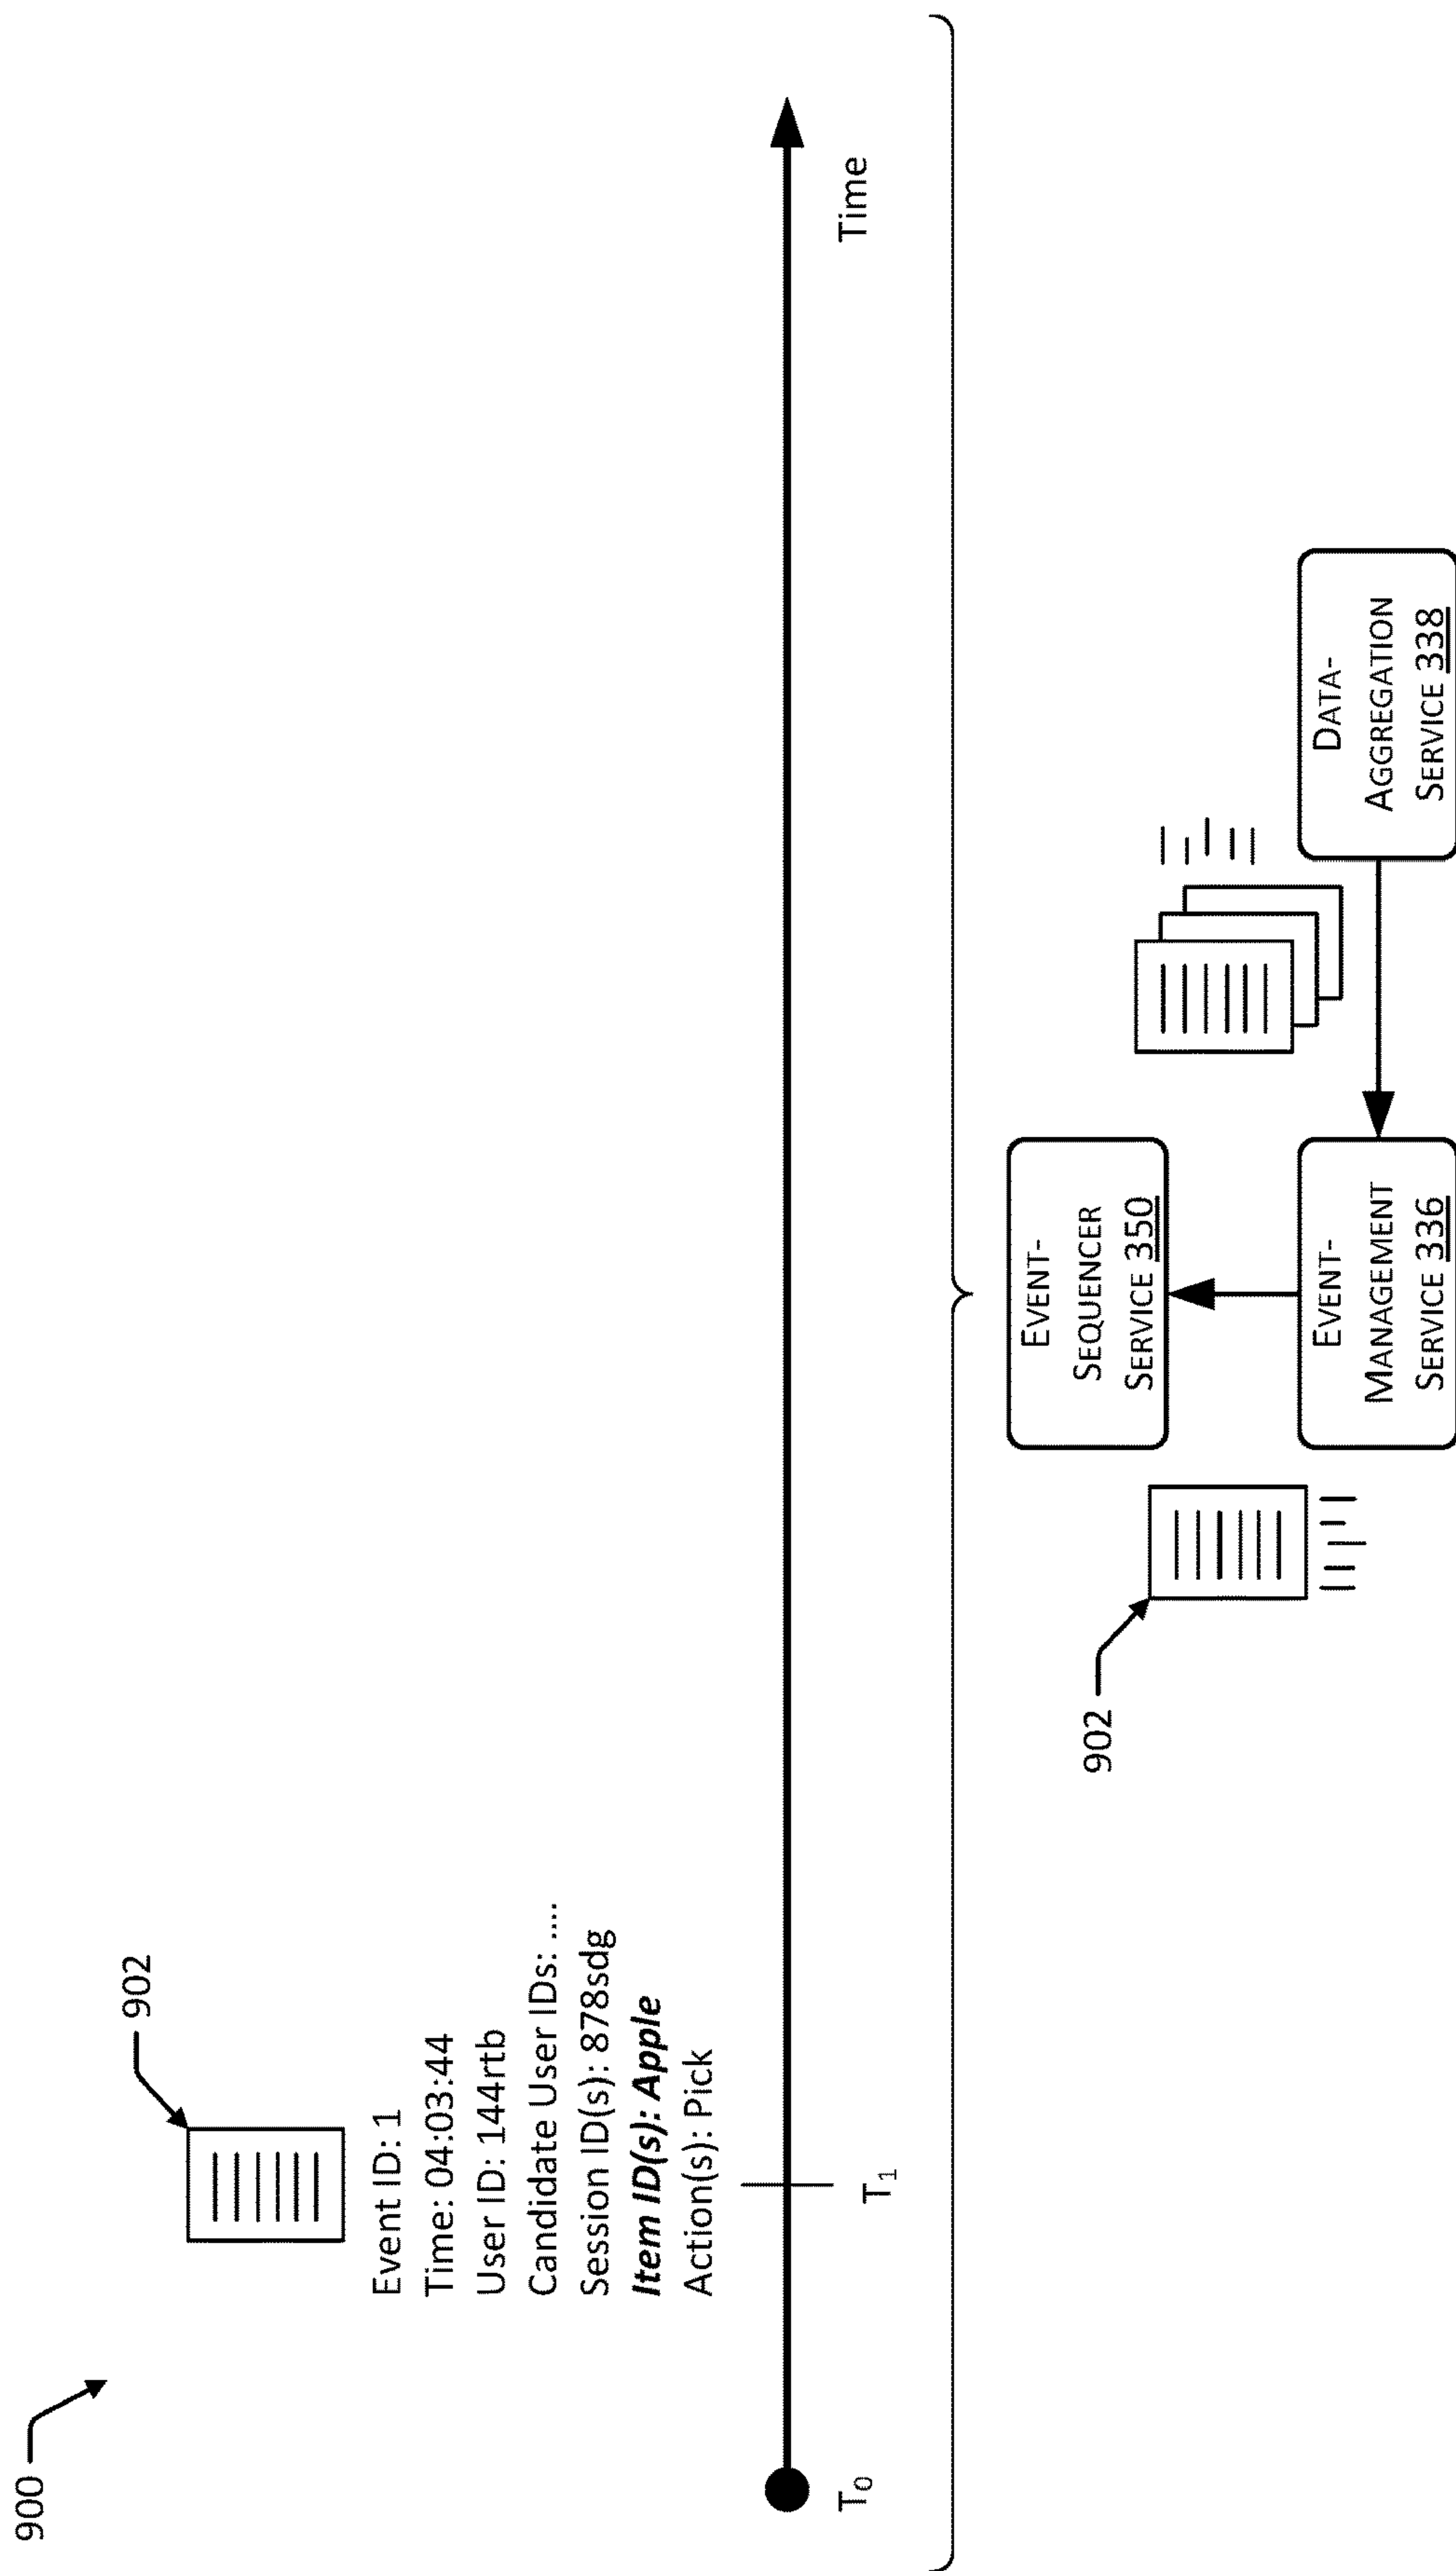 900
902
Event ID: 1
Time: 04:03:44
User ID: 144rtb
Candidate User IDs: ....
Session ID(s): 878sdg
Item ID(s): Apple
Action(s): Pick
T₀
T₁
Time
902
EVENT-
SEQUENCER
SERVICE 350
EVENT-
MANAGEMENT
SERVICE 336
DATA-
AGGREGATION
SERVICE 338